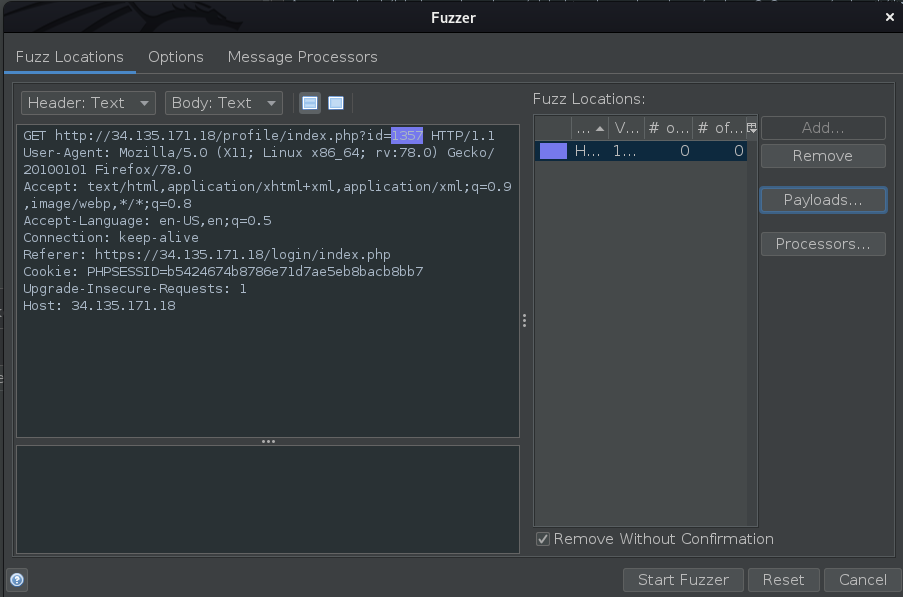 Fuzzer
×
Fuzz Locations Options Message Processors
Header: Text Body: Text
GET http://34.135.171.18/profile/index.php?id=1357 HTTP/1.1
User-Agent: Mozilla/5.0 (X11; Linux x86_64; rv:78.0) Gecko/
20100101 Firefox/78.0
Accept: text/html,application/xhtml+xml,application/xml;q=0.9
,image/webp,*/*;q=0.8
Accept-Language: en-US,en;q=0.5
Connection: keep-alive
Referer: https://34.135.171.18/login/index.php
Cookie: PHPSESSID=b5424674b8786e71d7ae5eb8bacb8bb7
Upgrade-Insecure-Requests: 1
Host: 34.135.171.18
Fuzz Locations:
... V... # o... # of...
H... 1... 0 0
Add...
Remove
Payloads...
Processors...
Remove Without Confirmation
?
Start Fuzzer Reset Cancel